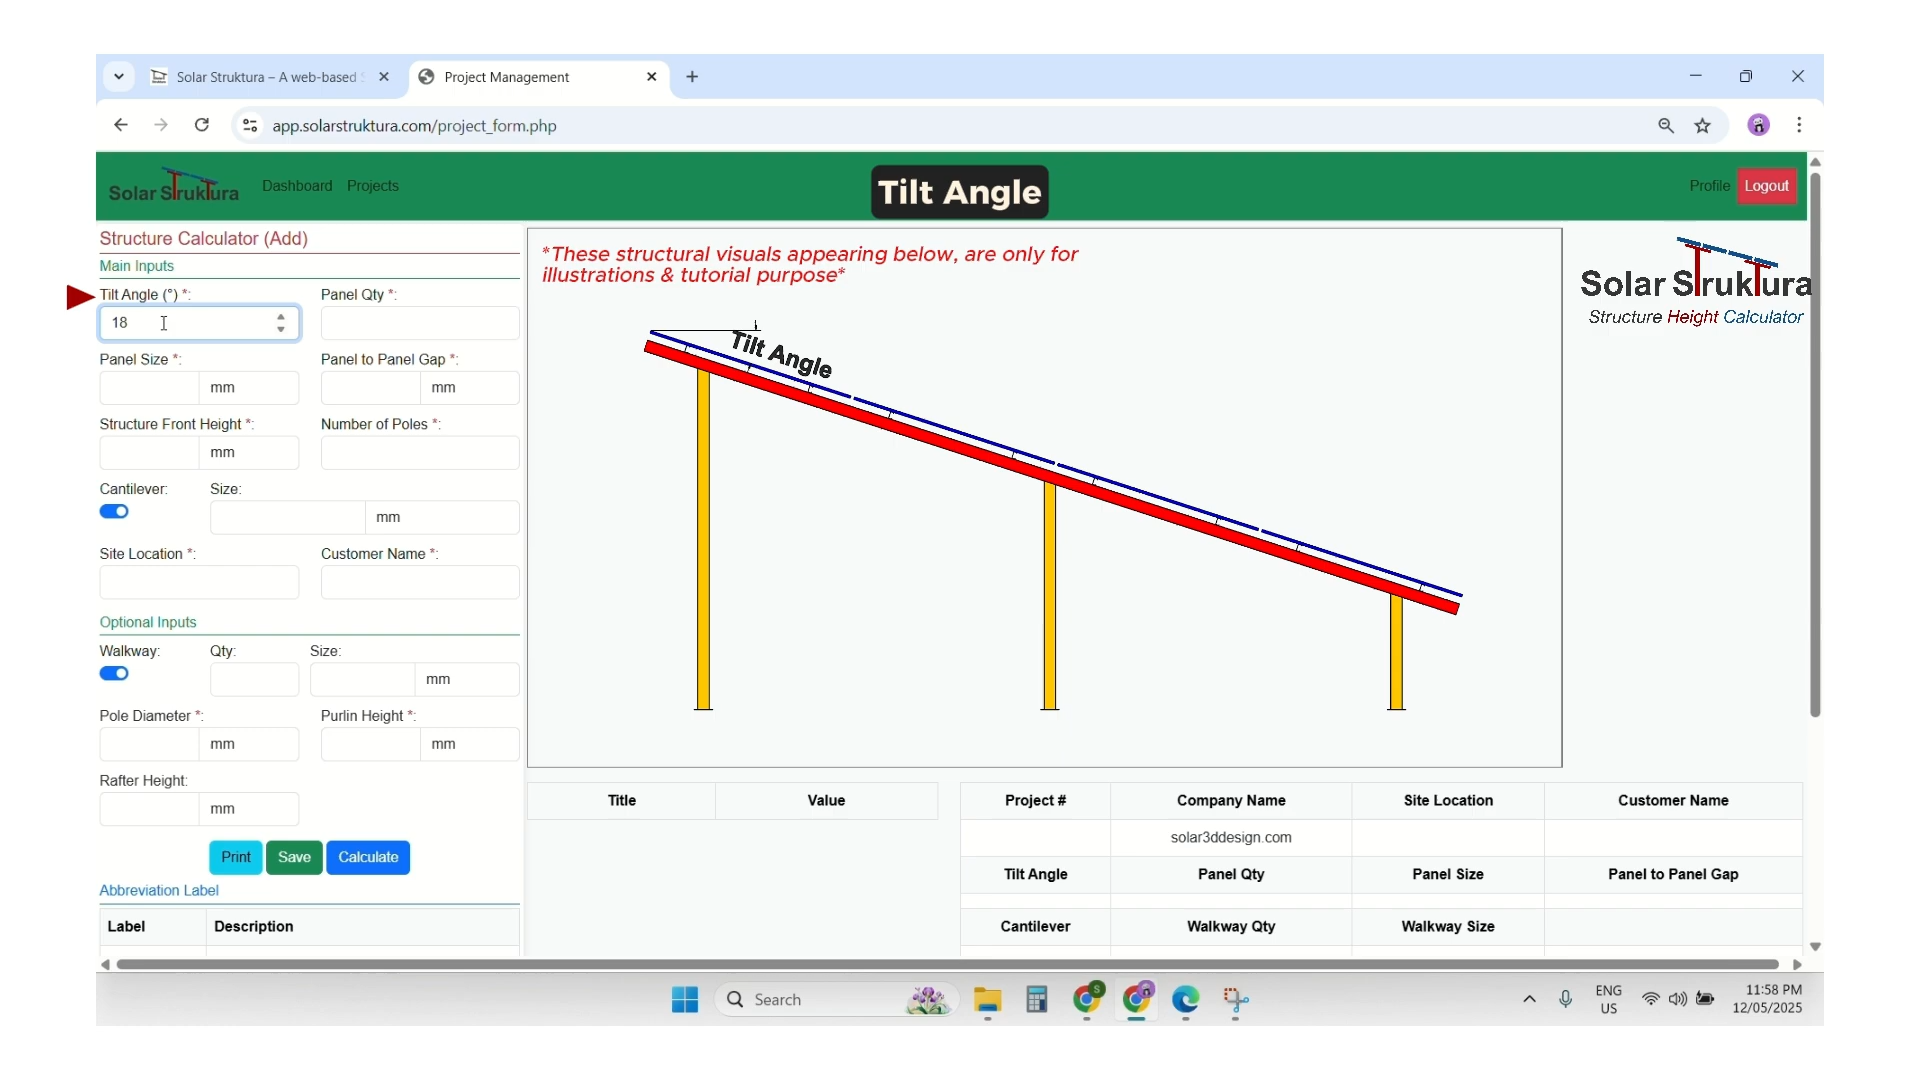 Solar Struktura – A web-based
Project Management
app.solarstruktura.com/project_form.php
Solar Struktura
Dashboard
Projects
Tilt Angle
Profile
Logout
Structure Calculator (Add)
Main Inputs
Tilt Angle (°) *:
Panel Qty *:
18
Panel Size *:
Panel to Panel Gap *:
mm
mm
Structure Front Height *:
Number of Poles *:
mm
Cantilever:
Size:
mm
Site Location *:
Customer Name *:
Optional Inputs
Walkway:
Qty:
Size:
mm
Pole Diameter *:
Purlin Height *:
mm
mm
Rafter Height:
mm
Print
Save
Calculate
Abbreviation Label
Label
Description
*These structural visuals appearing below, are only for
illustrations & tutorial purpose*
Tilt Angle
Solar Struktura
Structure Height Calculator
Title
Value
Project #
Company Name
Site Location
Customer Name
solar3ddesign.com
Tilt Angle
Panel Qty
Panel Size
Panel to Panel Gap
Cantilever
Walkway Qty
Walkway Size
Search
S
ENG
US
11:58 PM
12/05/2025